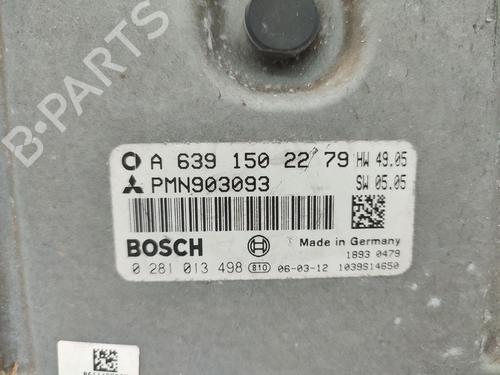 B-PARTS
A 639 150 22 79 HW 49.05
PMN903093 SW 05.05
BOSCH Made in Germany
1893 0479
0 281 013 498 810 06-03-12 1039S14650